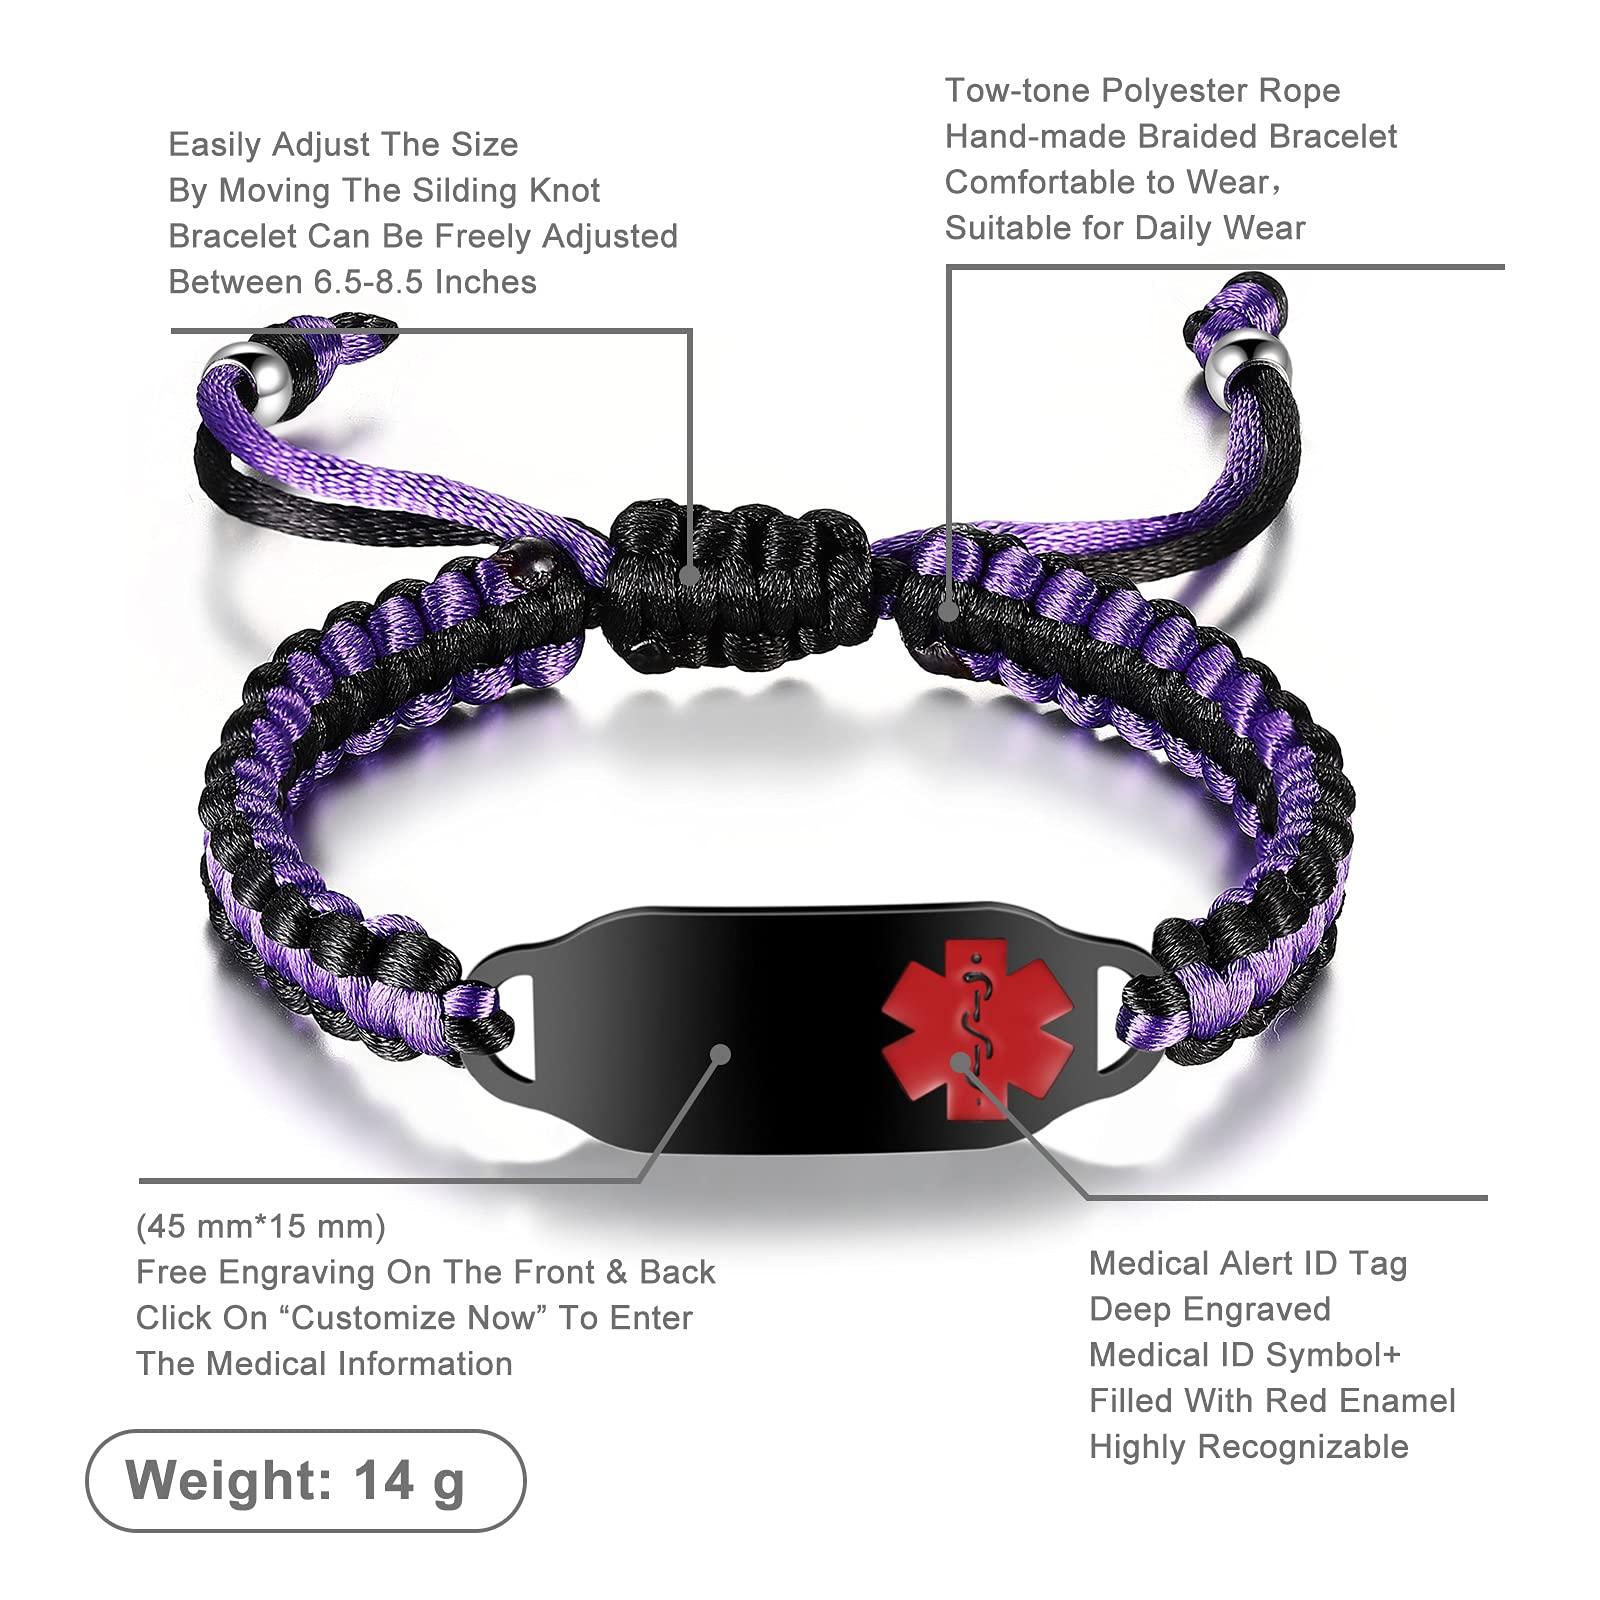 Easily Adjust The Size
By Moving The Silding Knot
Bracelet Can Be Freely Adjusted
Between 6.5-8.5 Inches
Tow-tone Polyester Rope
Hand-made Braided Bracelet
Comfortable to Wear,
Suitable for Daily Wear
(45 mm*15 mm)
Free Engraving On The Front & Back
Click On “Customize Now” To Enter
The Medical Information
Medical Alert ID Tag
Deep Engraved
Medical ID Symbol+
Filled With Red Enamel
Highly Recognizable
Weight: 14 g